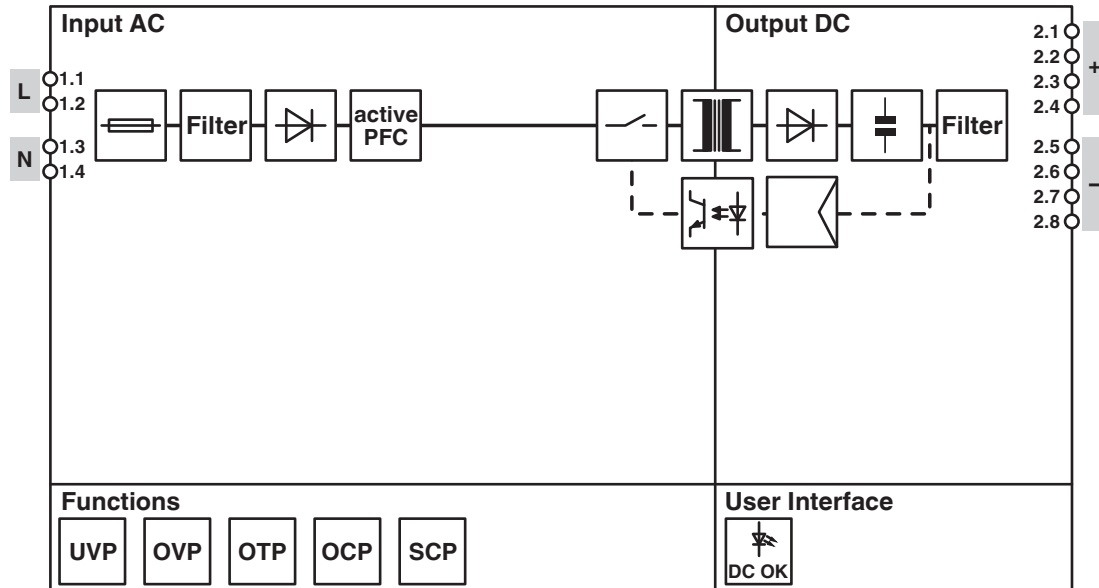 Input AC
Output DC
L
1.1
1.2
N
1.3
1.4
Filter
active
PFC
Filter
2.1
2.2
2.3
2.4
+
2.5
2.6
2.7
2.8
–
Functions
UVP
OVP
OTP
OCP
SCP
User Interface
DC OK